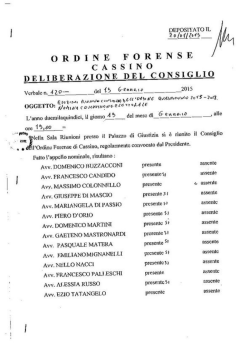 DEPOSITATO IL
ORDINE FORENSE
CASSINO
DELIBERAZIONE DEL CONSIGLIO
Verbale n. 120 del 15 Gennaio 2015
OGGETTO:
L'anno duemilaquindici, il giorno 15 del mese di Gennaio, alle
ore 15,00
Nella Sala Riunioni presso il Palazzo di Giustizia si è riunito il Consiglio
dell'Ordine Forense di Cassino, regolarmente convocato dal Presidente.
Fatto l'appello nominale, risultano:
Avv. DOMENICO BUZZACCONI presente assente
Avv. FRANCESCO CANDIDO presente assente
Avv. MASSIMO COLONNELLO presente assente
Avv. GIUSEPPE DI MASCIO presente assente
Avv. MARIANGELA DI PASSIO presente assente
Avv. PIERO D'ORIO presente assente
Avv. DOMENICO MARTINI presente assente
Avv. GAETENO MASTRONARDI presente assente
Avv. PASQUALE MATERA presente assente
Avv. EMILIANO MIGNANELLI presente assente
Avv. NELLO NACCI presente assente
Avv. FRANCESCO PALLESCHI presente assente
Avv. ALESSIA RUSSO presente assente
Avv. EZIO TATANGELO presente assente